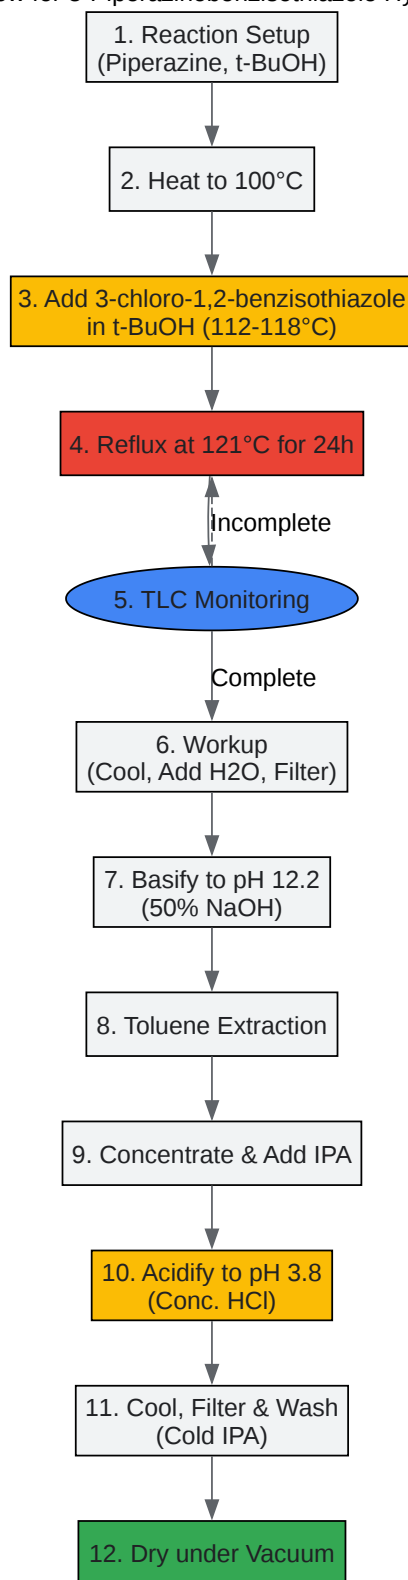 for 3-Piperazinebenzisothiazole
1. Reaction Setup
(Piperazine, t-BuOH)
2. Heat to 100°C
3. Add 3-chloro-1,2-benzisothiazole
in t-BuOH (112-118°C)
4. Reflux at 121°C for 24h
Incomplete
5. TLC Monitoring
Complete
6. Workup
(Cool, Add H2O, Filter)
7. Basify to pH 12.2
(50% NaOH)
8. Toluene Extraction
9. Concentrate & Add IPA
10. Acidify to pH 3.8
(Conc. HCl)
11. Cool, Filter & Wash
(Cold IPA)
12. Dry under Vacuum